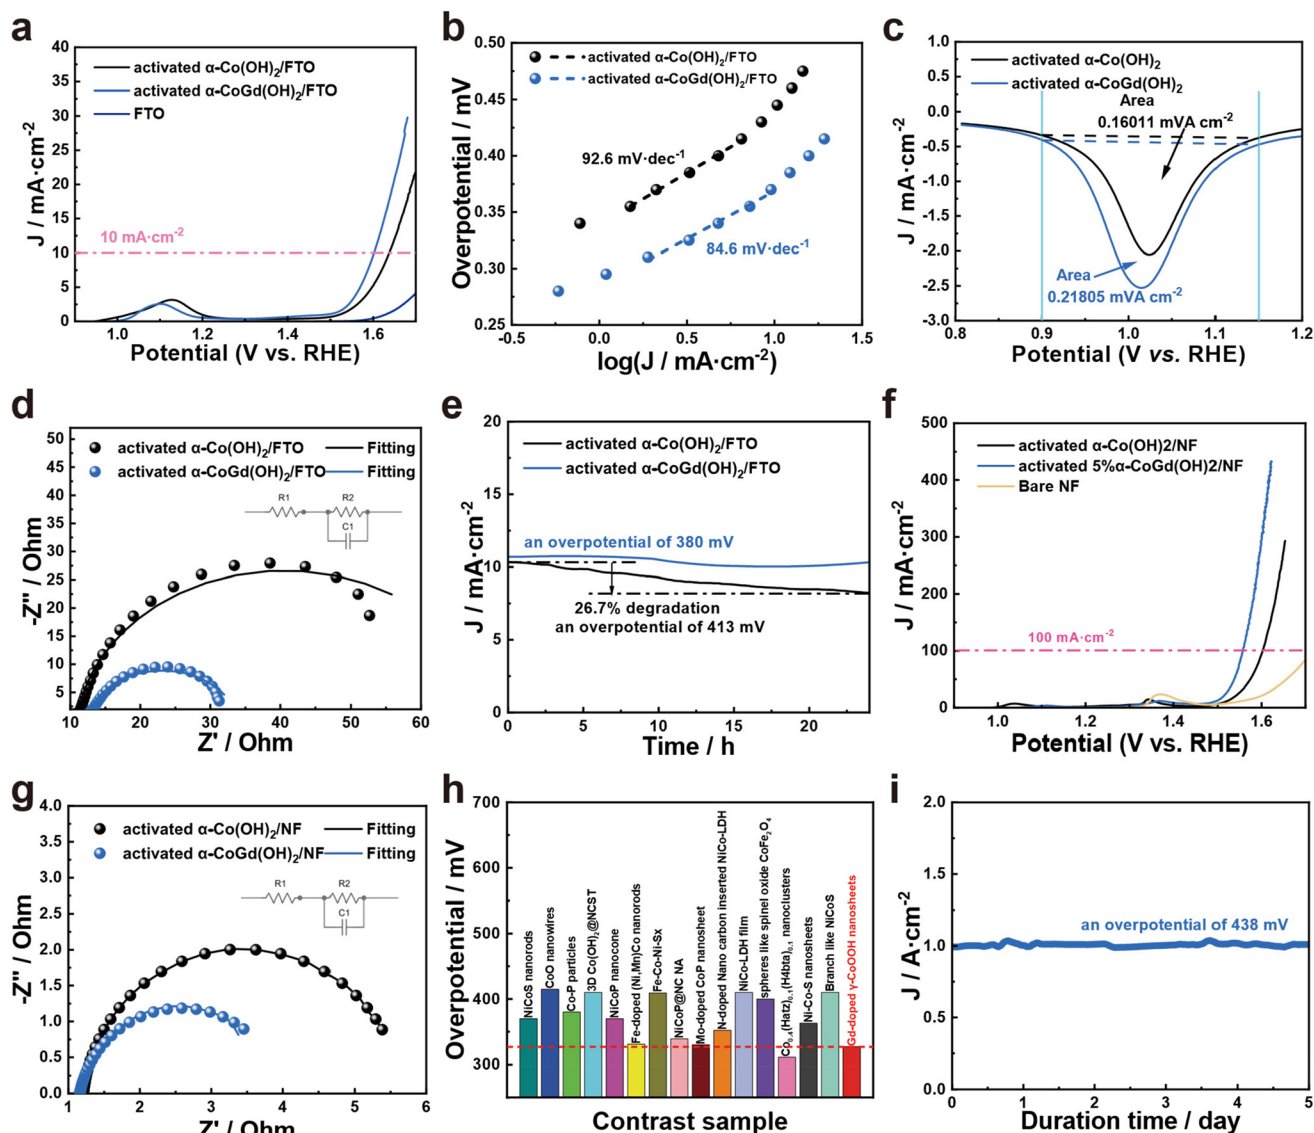 a
40
35
30
25
20
15
10
5
0
J / mA·cm-2
activated α-Co(OH)2/FTO
activated α-CoGd(OH)2/FTO
FTO
10 mA·cm-2
1.0 1.2 1.4 1.6
Potential (V vs. RHE)
b
0.50
0.45
0.40
0.35
0.30
0.25
Overpotential / mV
activated α-Co(OH)2/FTO
activated α-CoGd(OH)2/FTO
92.6 mV·dec-1
84.6 mV·dec-1
-0.5 0.0 0.5 1.0 1.5
log(J / mA·cm-2)
c
1.0
0.5
0.0
-0.5
-1.0
-1.5
-2.0
-2.5
-3.0
J / mA·cm-2
activated α-Co(OH)2
activated α-CoGd(OH)2
Area
0.16011 mVA cm-2
Area
0.21805 mVA cm-2
0.8 0.9 1.0 1.1 1.2
Potential (V vs. RHE)
d
50
45
40
35
30
25
20
15
10
5
-Z'' / Ohm
activated α-Co(OH)2/FTO Fitting
activated α-CoGd(OH)2/FTO Fitting
R1 R2
C1
10 20 30 40 50 60
Z' / Ohm
e
20
15
10
5
0
J / mA·cm-2
activated α-Co(OH)2/FTO
activated α-CoGd(OH)2/FTO
an overpotential of 380 mV
26.7% degradation
an overpotential of 413 mV
0 5 10 15 20
Time / h
f
500
400
300
200
100
0
J / mA·cm-2
activated α-Co(OH)2/NF
activated 5%α-CoGd(OH)2/NF
Bare NF
100 mA·cm-2
1.0 1.2 1.4 1.6
Potential (V vs. RHE)
g
4.0
3.5
3.0
2.5
2.0
1.5
1.0
0.5
0.0
-Z'' / Ohm
activated α-Co(OH)2/NF Fitting
activated α-CoGd(OH)2/NF Fitting
R1 R2
C1
1 2 3 4 5 6
Z' / Ohm
h
700
600
500
400
300
Overpotential / mV
NiCoS nanorods
CoO nanowires
Co-P particles
3D Co(OH)2@NCST
NiCoP nanocone
Fe-doped (Ni,Mn)Co nanorods
Fe-Co-Ni-Sx
NiCoP@NC NA
Mo-doped CoP nanosheet
N-doped Nano carbon inserted NiCo-LDH
NiCo-LDH film
spheres like spinel oxide CoFe2O4
(Hatz)0.1(H4bta)0.1 nanoclusters
Ni-Co-S nanosheets
Branch like NiCoS
Gd-doped γ-CoOOH nanosheets
Contrast sample
i
2.0
1.5
1.0
0.5
0.0
J / A·cm-2
an overpotential of 438 mV
0 1 2 3 4 5
Duration time / day